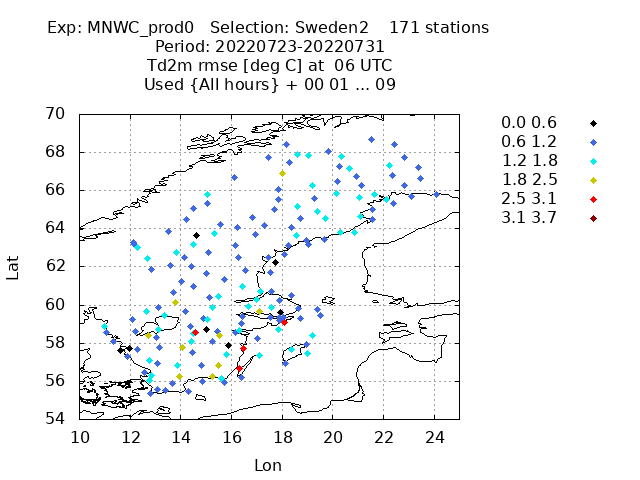 Exp: MNWC_prod0   Selection: Sweden2    171 stations
Period: 20220723-20220731
Td2m rmse [deg C] at  06 UTC
Used {All hours} + 00 01 ... 09
0.0 0.6
0.6 1.2
1.2 1.8
1.8 2.5
2.5 3.1
3.1 3.7
70
68
66
64
62
60
58
56
54
Lat
10 12 14 16 18 20 22 24
Lon